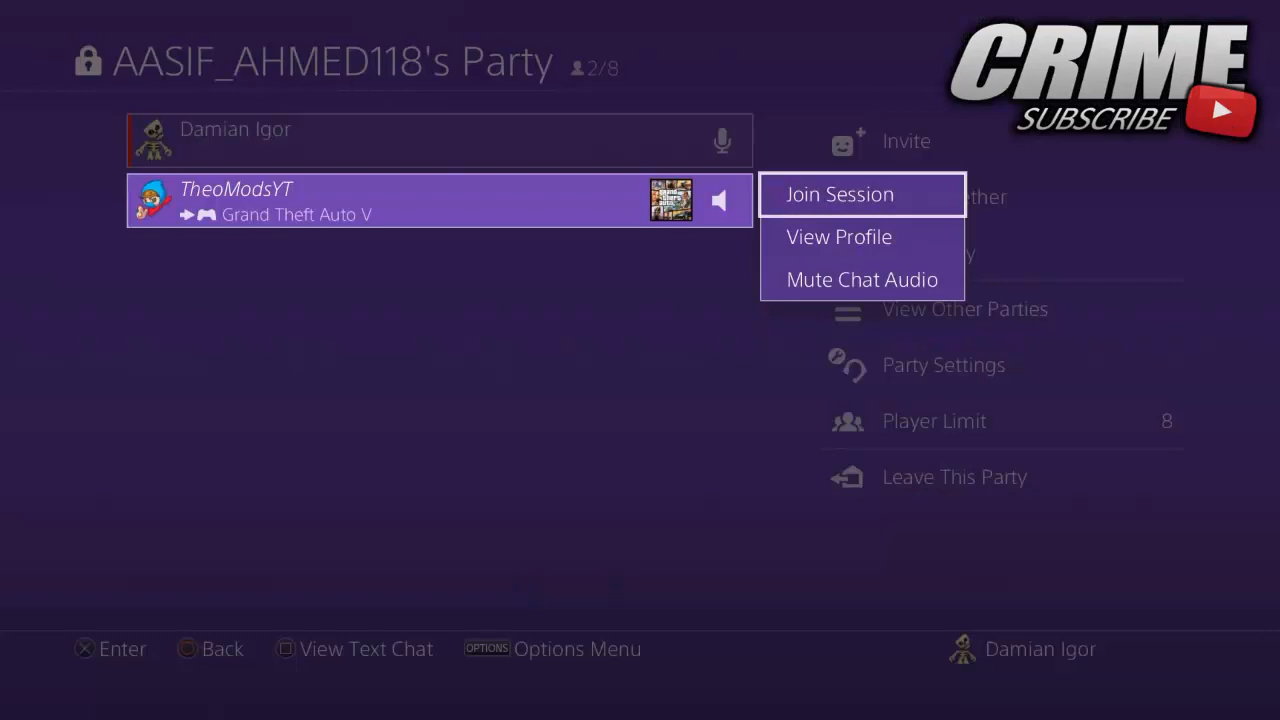 AASIF_AHMED118's Party 2/8
CRIME
SUBSCRIBE
Damian Igor
Invite
TheoModsYT
Grand Theft Auto V
Join Session
View Profile
Mute Chat Audio
ther
y
View Other Parties
Party Settings
Player Limit 8
Leave This Party
Enter Back View Text Chat OPTIONS Options Menu Damian Igor